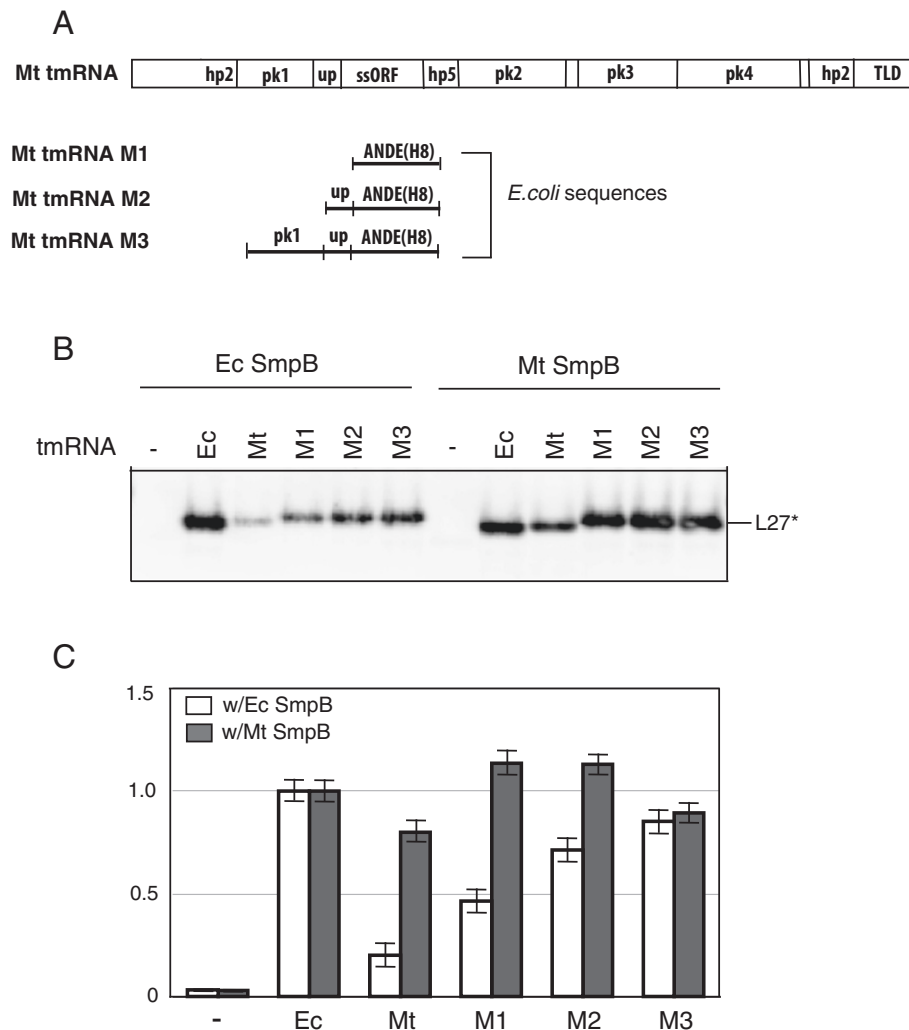 A
Mt tmRNA hp2 pk1 up ssORF hp5 pk2 pk3 pk4 hp2 TLD
Mt tmRNA M1 ANDE(H8)
Mt tmRNA M2 up ANDE(H8) E.coli sequences
Mt tmRNA M3 pk1 up ANDE(H8)
B
Ec SmpB Mt SmpB
tmRNA - Ec Mt M1 M2 M3 - Ec Mt M1 M2 M3
L27*
C
1.5
w/Ec SmpB
w/Mt SmpB
1.0
0.5
0
- Ec Mt M1 M2 M3